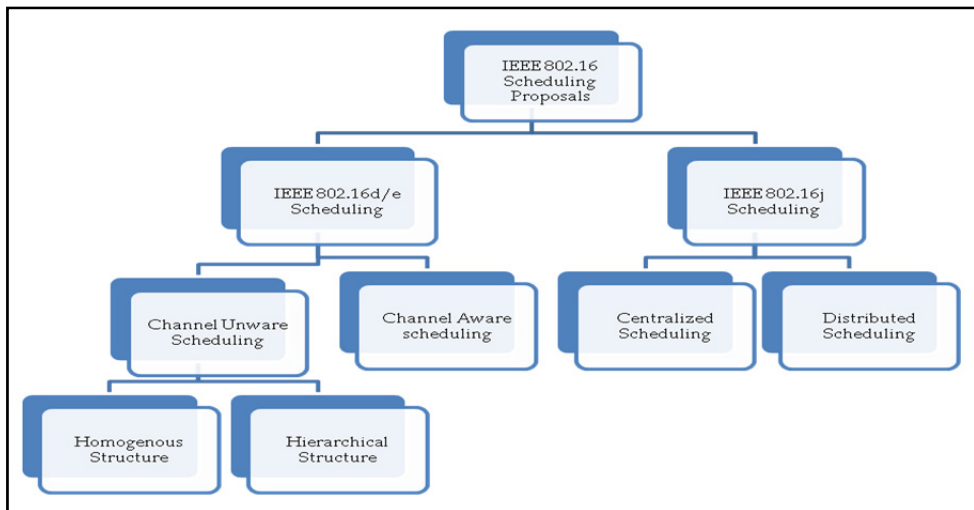 IEEE 802.16
Scheduling
Proposals
IEEE 802.16d/e
Scheduling
IEEE 802.16j
Scheduling
Channel Unware
Scheduling
Channel Aware
scheduling
Centralized
Scheduling
Distributed
Scheduling
Homogenous
Structure
Hierarchical
Structure